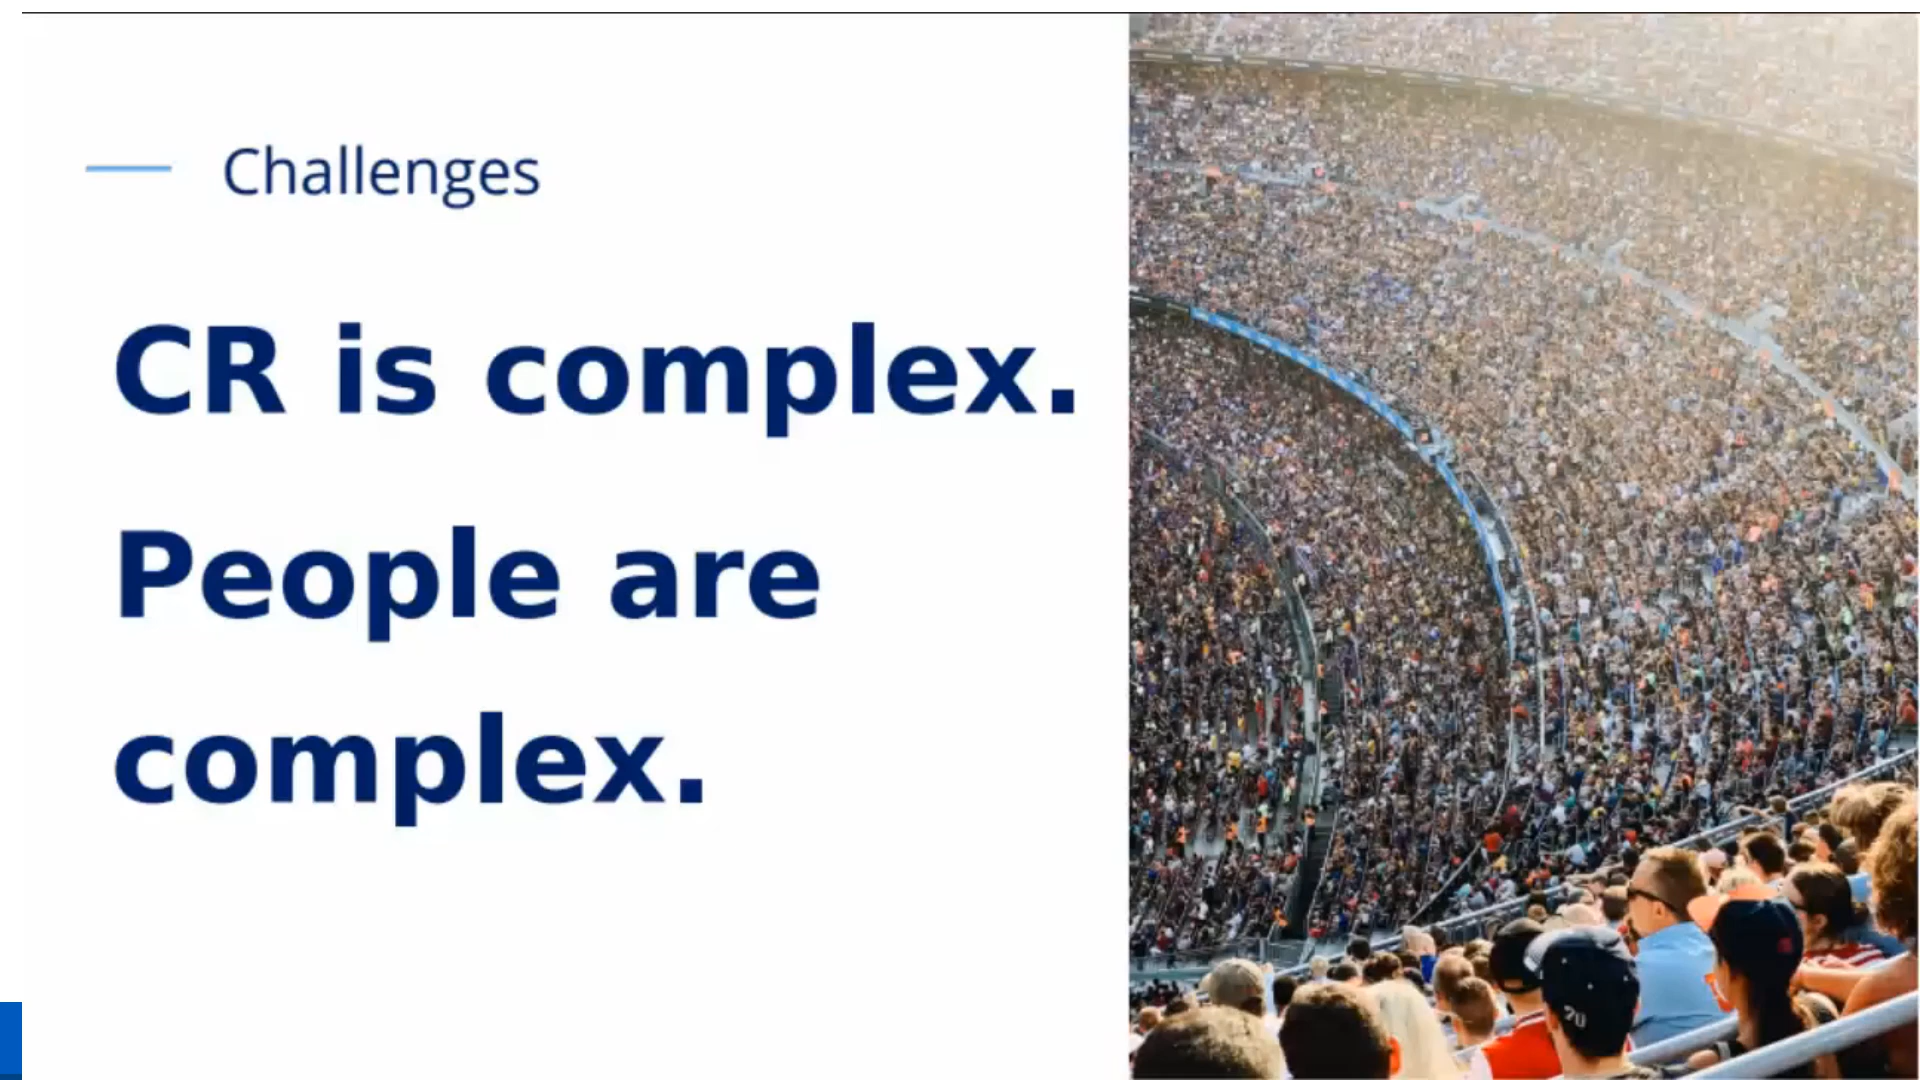 Challenges
CR is complex.
People are
complex.